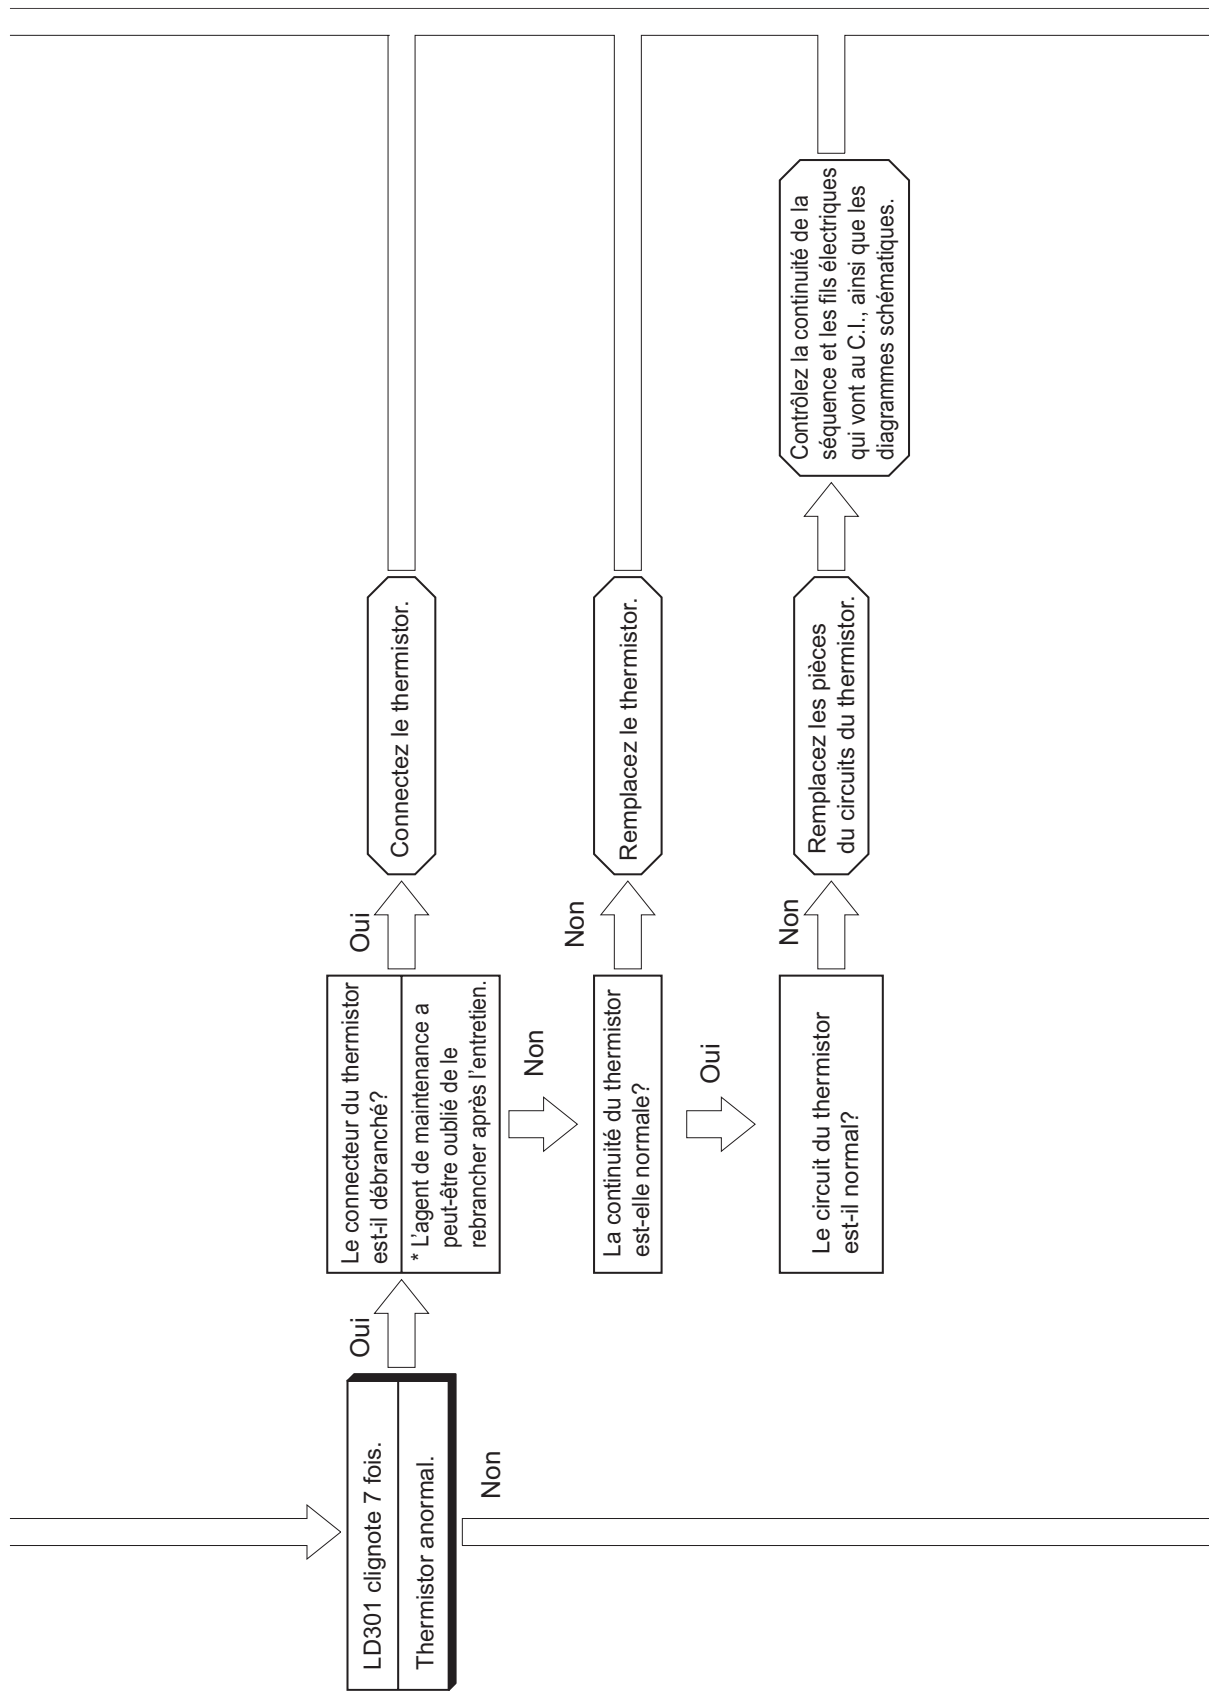 LD301 clignote 7 fois.
Thermistor anormal.
Oui
Non
Le connecteur du thermistor
est-il débranché?
* L'agent de maintenance a
peut-être oublié de le
rebrancher après l'entretien.
Oui
Connectez le thermistor.
Non
La continuité du thermistor
est-elle normale?
Non
Remplacez le thermistor.
Oui
Le circuit du thermistor
est-il normal?
Non
Remplacez les pièces
du circuits du thermistor.
Contrôlez la continuité de la
séquence et les fils électriques
qui vont au C.I., ainsi que les
diagrammes schématiques.